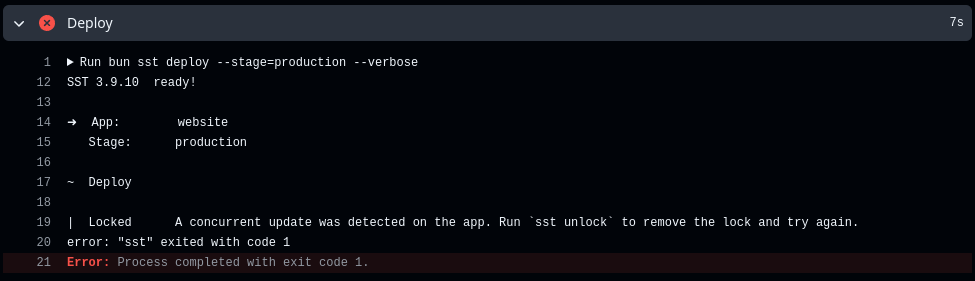 Deploy 7s
1 Run bun sst deploy --stage=production --verbose
12 SST 3.9.10  ready!
13
14 ➜  App:        website
15    Stage:      production
16
17 ~  Deploy
18
19 |  Locked      A concurrent update was detected on the app. Run `sst unlock` to remove the lock and try again.
20 error: "sst" exited with code 1
21 Error: Process completed with exit code 1.